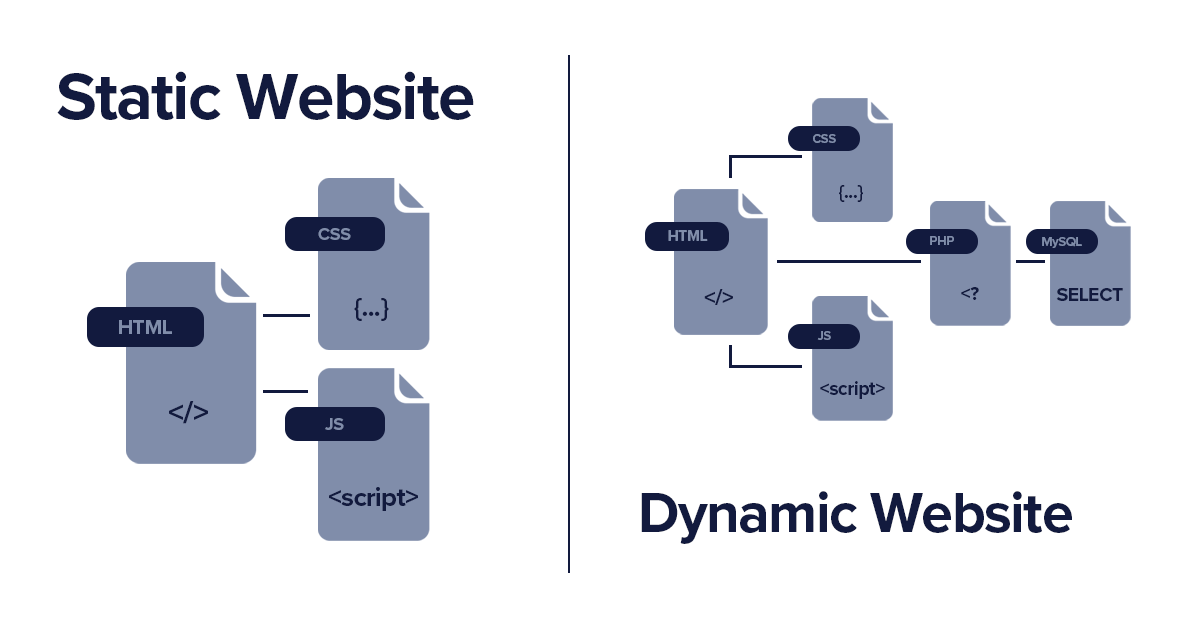 Static Website
CSS
{...}
HTML
</>
JS
<script>
CSS
{...}
HTML
</>
PHP
<?
MySQL
SELECT
JS
<script>
Dynamic Website